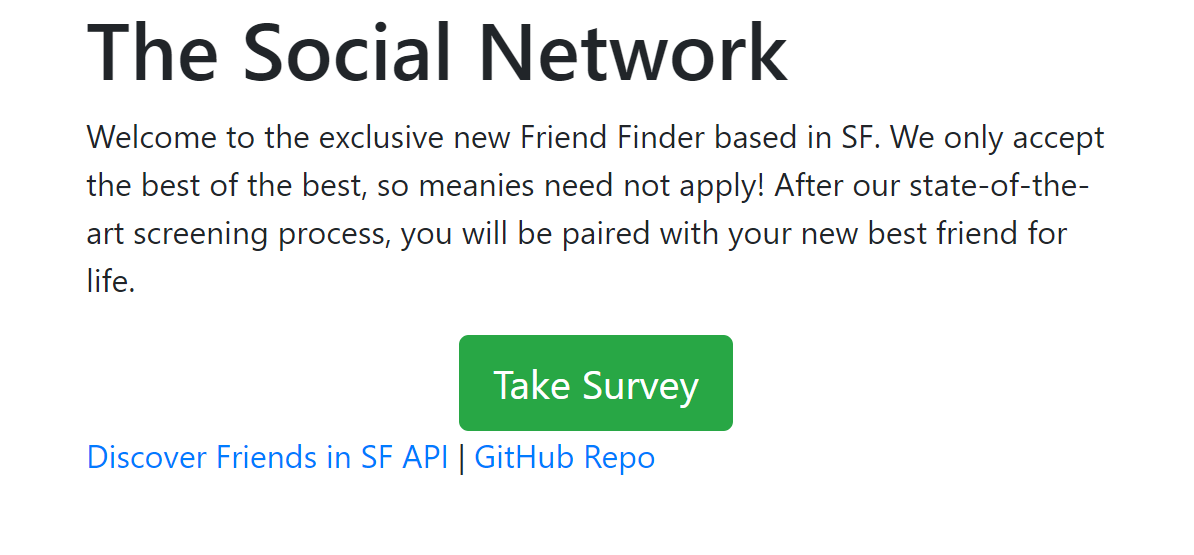 The Social Network
Welcome to the exclusive new Friend Finder based in SF. We only accept
the best of the best, so meanies need not apply! After our state-of-the-
art screening process, you will be paired with your new best friend for
life.
Take Survey
Discover Friends in SF API | GitHub Repo